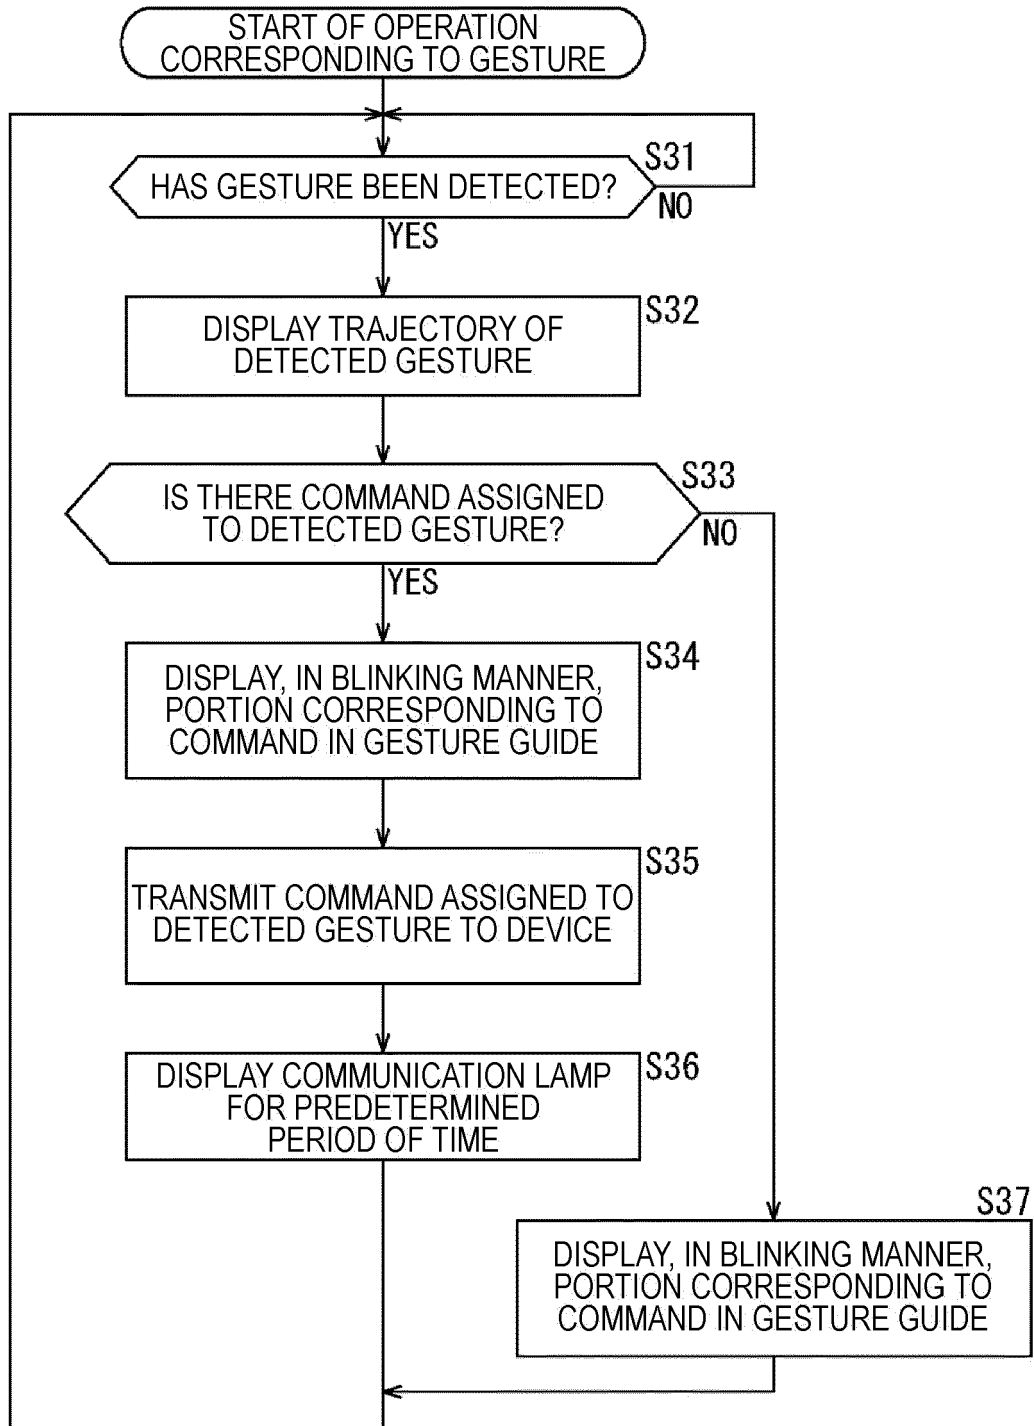 START OF OPERATION
CORRESPONDING TO GESTURE
S31
HAS GESTURE BEEN DETECTED?
NO
YES
S32
DISPLAY TRAJECTORY OF
DETECTED GESTURE
S33
IS THERE COMMAND ASSIGNED
TO DETECTED GESTURE?
NO
YES
S34
DISPLAY, IN BLINKING MANNER,
PORTION CORRESPONDING TO
COMMAND IN GESTURE GUIDE
S35
TRANSMIT COMMAND ASSIGNED TO
DETECTED GESTURE TO DEVICE
S36
DISPLAY COMMUNICATION LAMP
FOR PREDETERMINED
PERIOD OF TIME
S37
DISPLAY, IN BLINKING MANNER,
PORTION CORRESPONDING TO
COMMAND IN GESTURE GUIDE